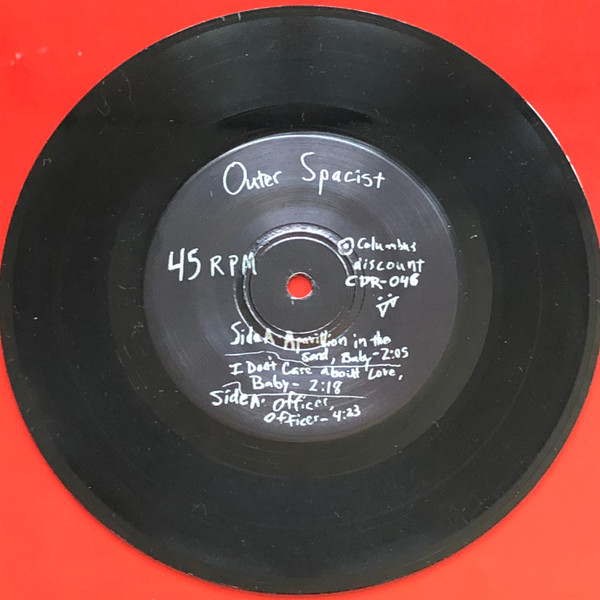 Outer Spacist
45 RPM
Columbus
discount
CDR-046
Side A Aparition in the
Sand, Baby-2:05
I Don't Care about Love,
Baby- 2:18
Side A: Officer,
Officer- 4:23